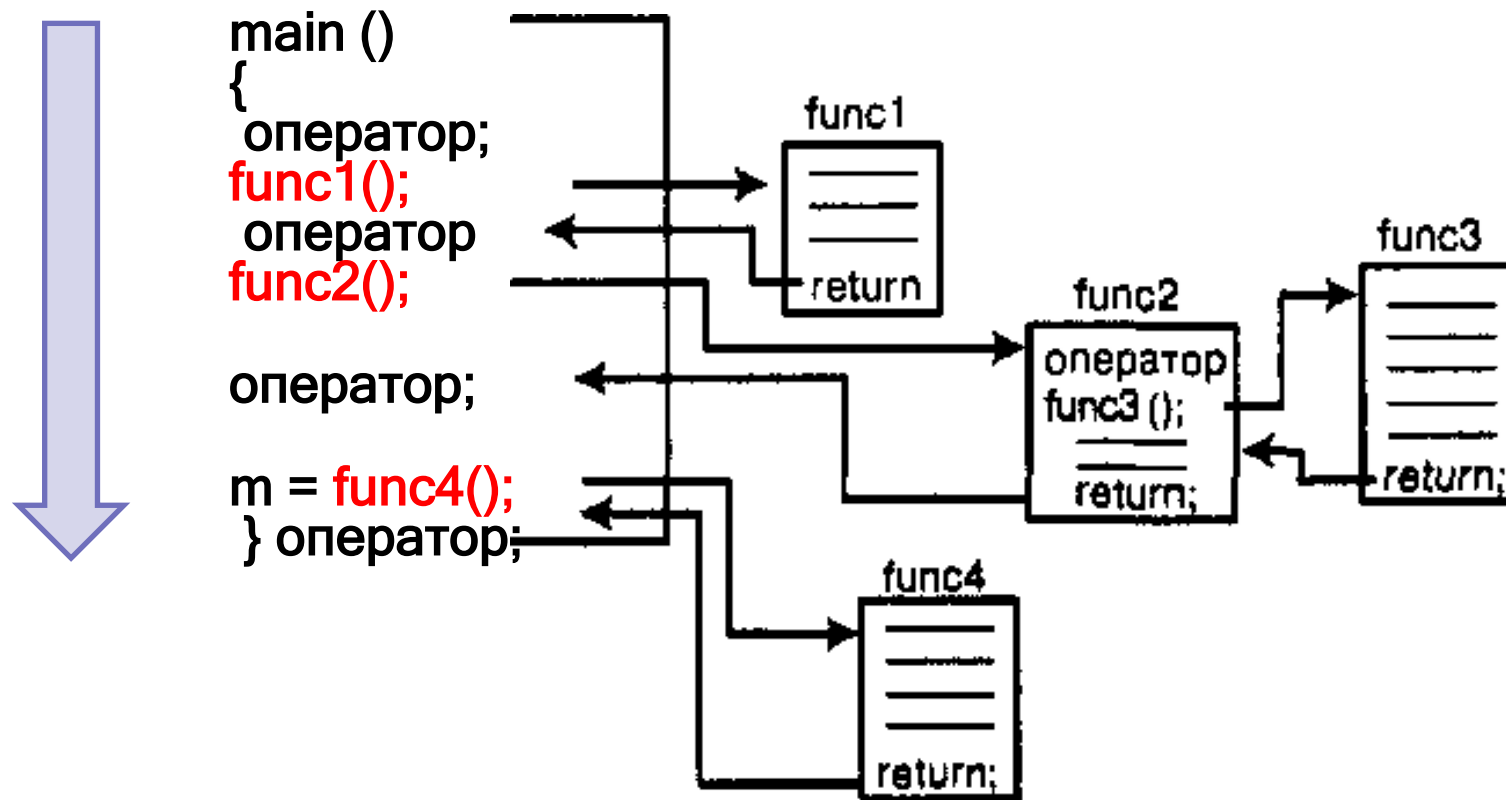 main ()
{
оператор;
func1();
оператор
func2();
оператор;
m = func4();
} оператор;
func1
return
func2
оператор
func3 ();
return;
func3
return;
func4
return;